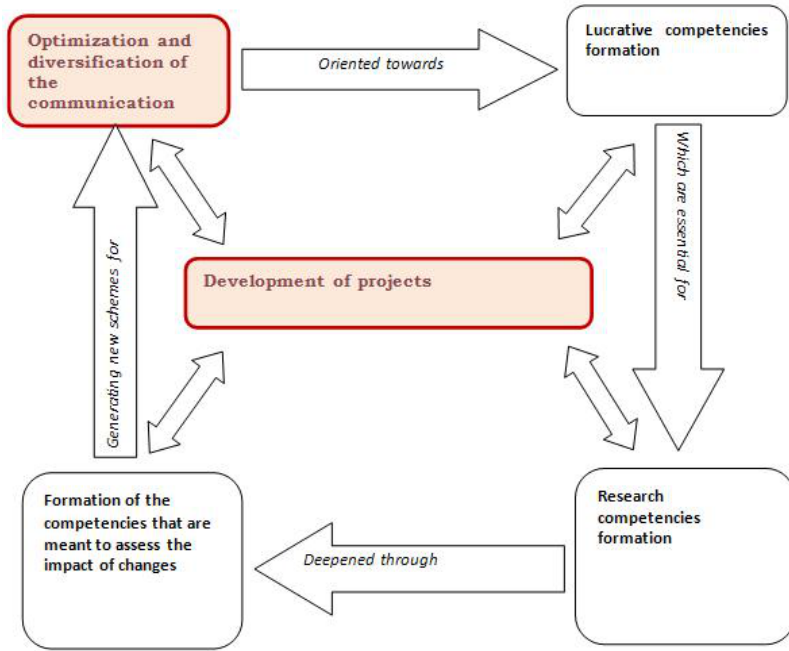 Optimization and
diversification of
the
communication
Oriented towards
Lucrative competencies
formation
Which are essential for
Development of projects
Generating new schemes for
Formation of the
competencies that are
meant to assess the
impact of changes
Deepened through
Research
competencies
formation